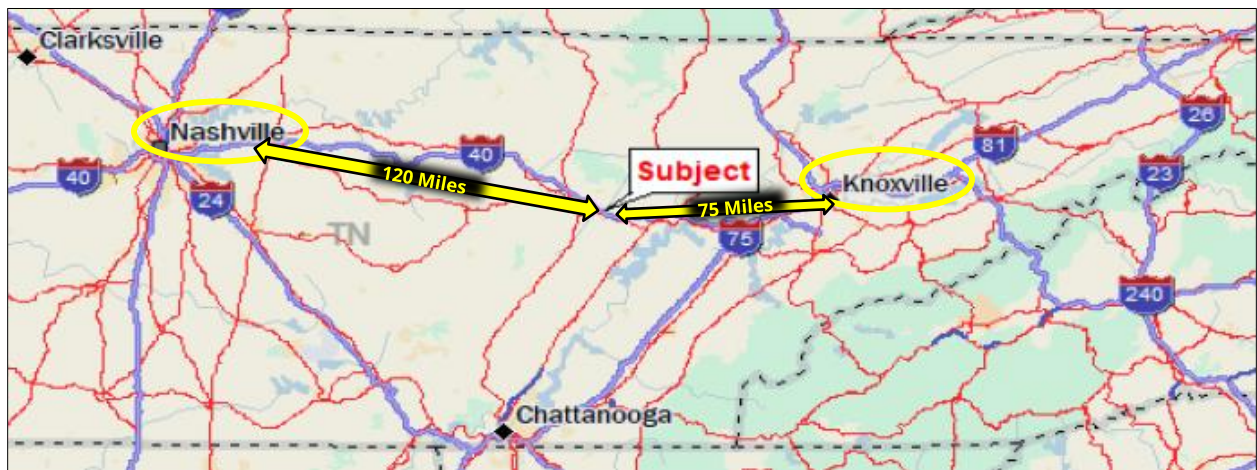 Clarksville
Nashville
40
40
24
120 Miles
TN
Subject
75 Miles
75
Knoxville
81
26
23
240
Chattanooga